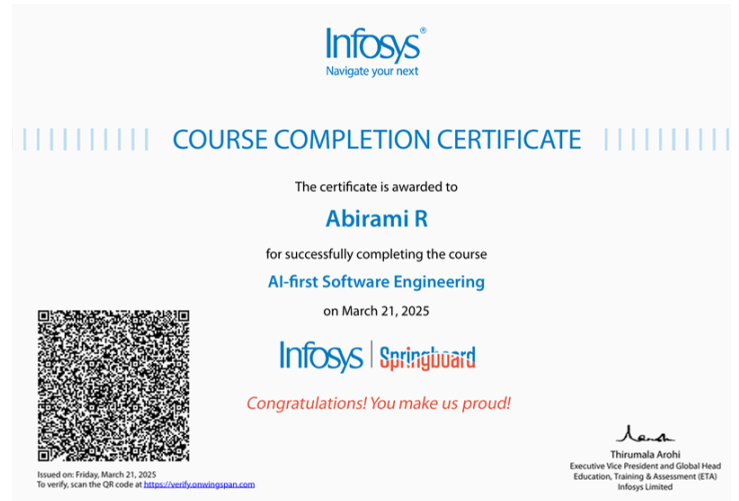 Infosys®
Navigate your next
COURSE COMPLETION CERTIFICATE
The certificate is awarded to
Abirami R
for successfully completing the course
AI-first Software Engineering
on March 21, 2025
Infosys | Springboard
Congratulations! You make us proud!
Issued on: Friday, March 21, 2025
To verify, scan the QR code at https://verify.onwingspan.com
Thirumala Arohi
Executive Vice President and Global Head
Education, Training & Assessment (ETA)
Infosys Limited